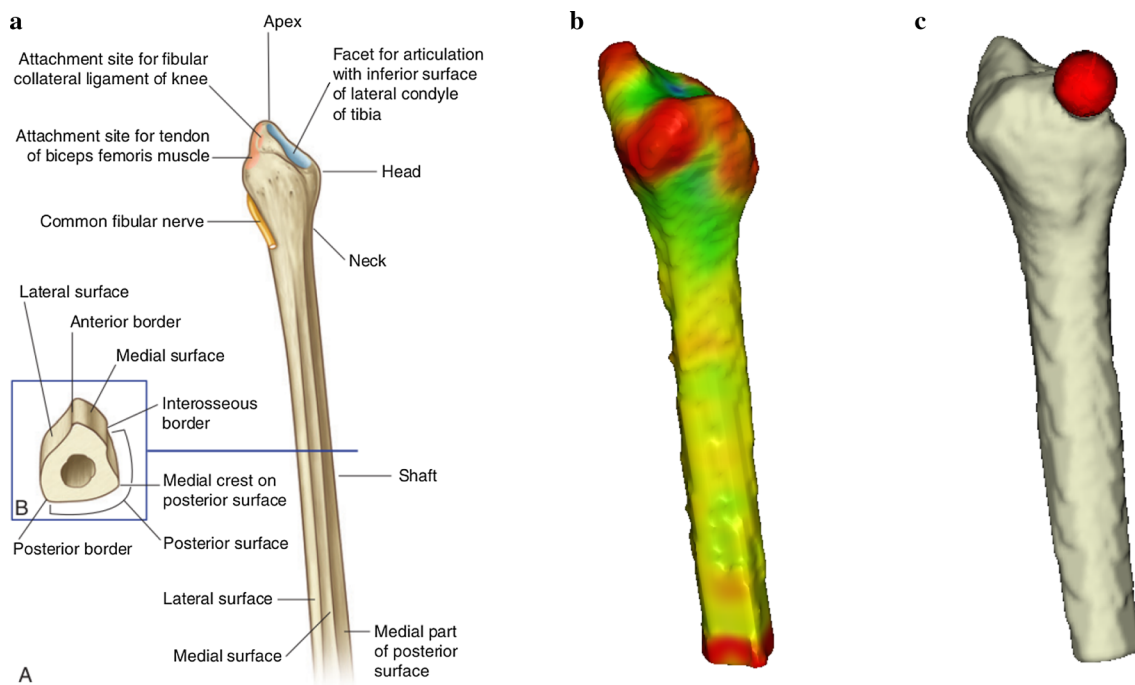 a
b
c
Apex
Attachment site for fibular
collateral ligament of knee
Facet for articulation
with inferior surface
of lateral condyle
of tibia
Attachment site for tendon
of biceps femoris muscle
Head
Common fibular nerve
Neck
Lateral surface
Anterior border
Medial surface
Interosseous
border
Shaft
Medial crest on
posterior surface
B
Posterior border
Posterior surface
Lateral surface
Medial surface
Medial part
of posterior
surface
A